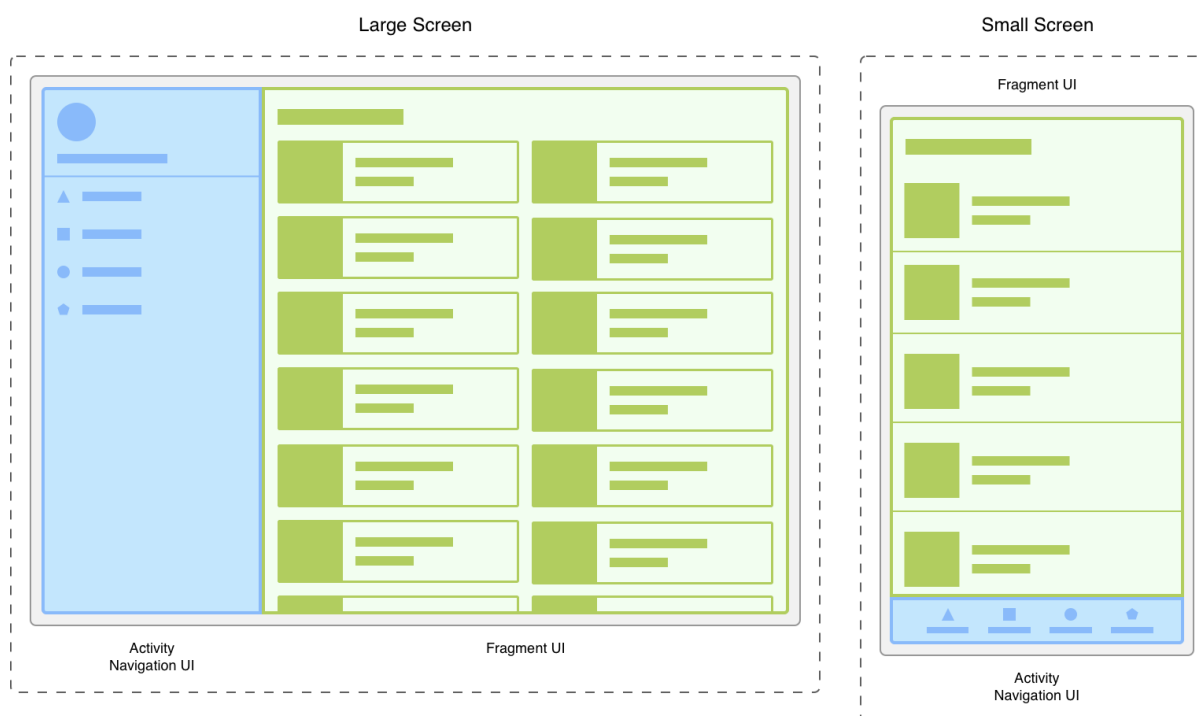 Large Screen
Small Screen
Fragment UI
Activity
Navigation UI
Fragment UI
Activity
Navigation UI